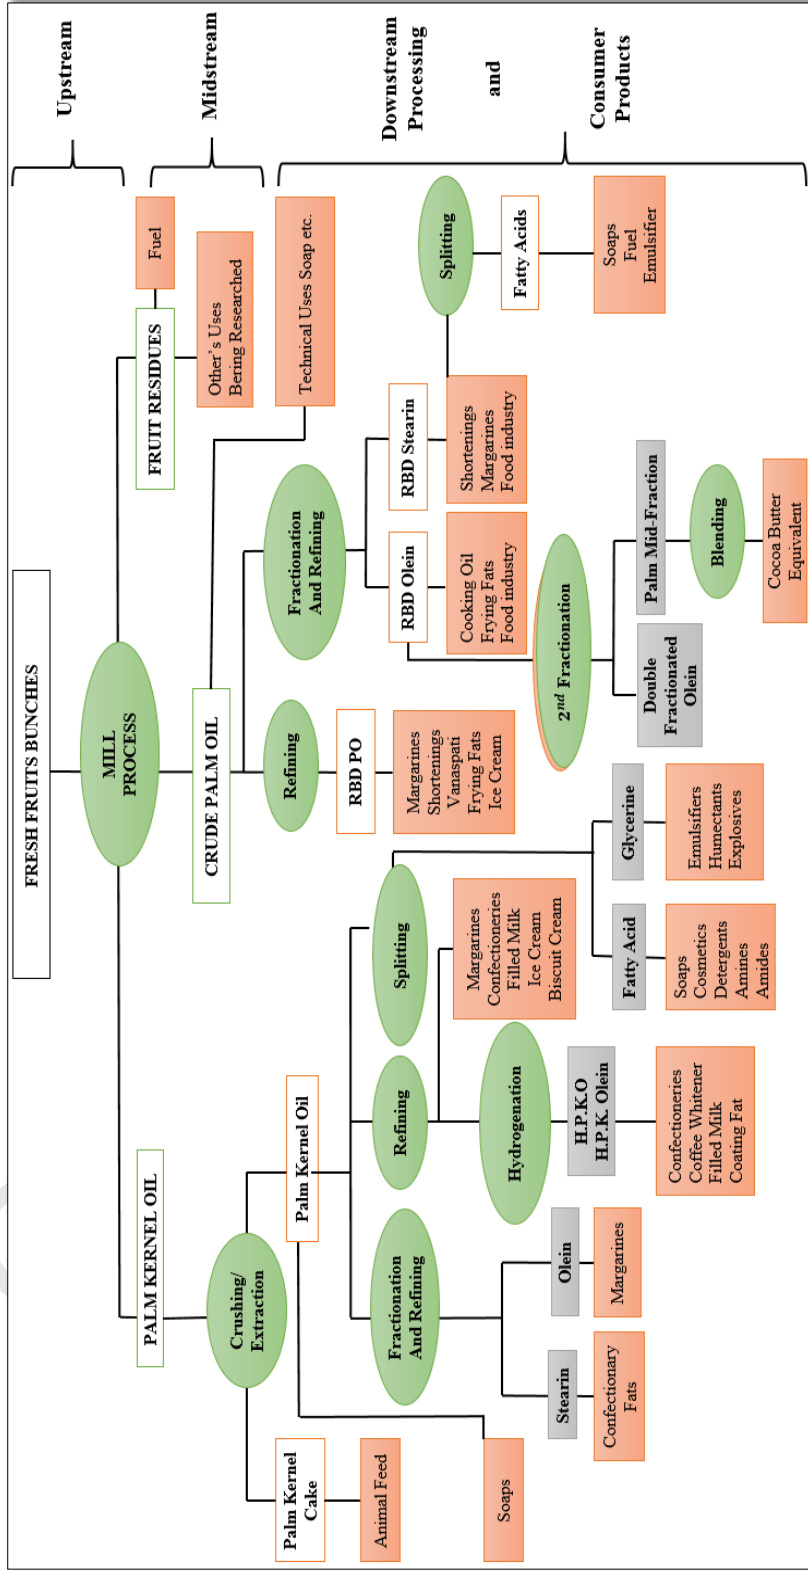 FRESH FRUITS BUNCHES
Upstream
MILL
PROCESS
PALM KERNEL OIL
FRUIT RESIDUES
Fuel
Midstream
Crushing/
Extraction
CRUDE PALM OIL
Other's Uses
Bering Researched
Palm Kernel
Cake
Palm Kernel Oil
Refining
Fractionation
And Refining
Technical Uses Soap etc.
Downstream
Processing
and
Consumer
Products
Animal Feed
Fractionation
And Refining
Refining
Splitting
RBD PO
RBD Olein
RBD Stearin
Splitting
Margarines
Shortenings
Vanaspati
Frying Fats
Ice Cream
Cooking Oil
Frying Fats
Food industry
Shortenings
Margarines
Food industry
Fatty Acids
Soaps
Hydrogenation
Margarines
Confectioneries
Filled Milk
Ice Cream
Biscuit Cream
2nd Fractionation
Soaps
Fuel
Emulsifier
Stearin
Olein
H.P.K.O
H.P.K. Olein
Fatty Acid
Glycerine
Double
Fractionated
Olein
Palm Mid-Fraction
Confectionary
Fats
Margarines
Confectioneries
Coffee Whitener
Filled Milk
Coating Fat
Soaps
Cosmetics
Detergents
Amines
Amides
Emulsifiers
Humectants
Explosives
Blending
Cocoa Butter
Equivalent